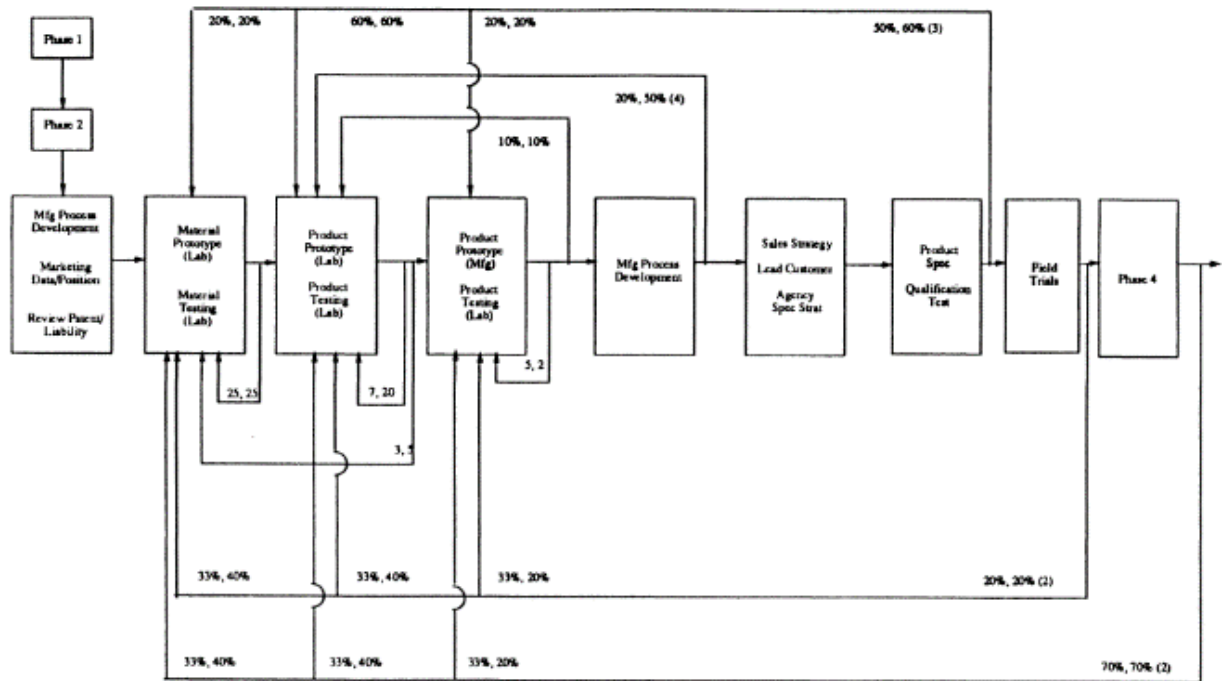 20%, 20%
60%, 60%
20%, 20%
50%, 60% (3)
Phase 1
20%, 50% (4)
Phase 2
10%, 10%
Mfg Process
Development
Marketing
Data/Position
Review Patent/
Liability
Material
Prototype
(Lab)
Material
Testing
(Lab)
Product
Prototype
(Lab)
Product
Testing
(Lab)
Product
Prototype
(Mfg)
Product
Testing
(Lab)
Mfg Process
Development
Sales Strategy
Lead Customer
Agency
Spec Strat
Product
Spec
Qualification
Test
Field
Trials
Phase 4
25, 25
7, 20
5, 2
3, 5
33%, 40%
33%, 40%
33%, 20%
20%, 20% (2)
33%, 40%
33%, 40%
33%, 20%
70%, 70% (2)